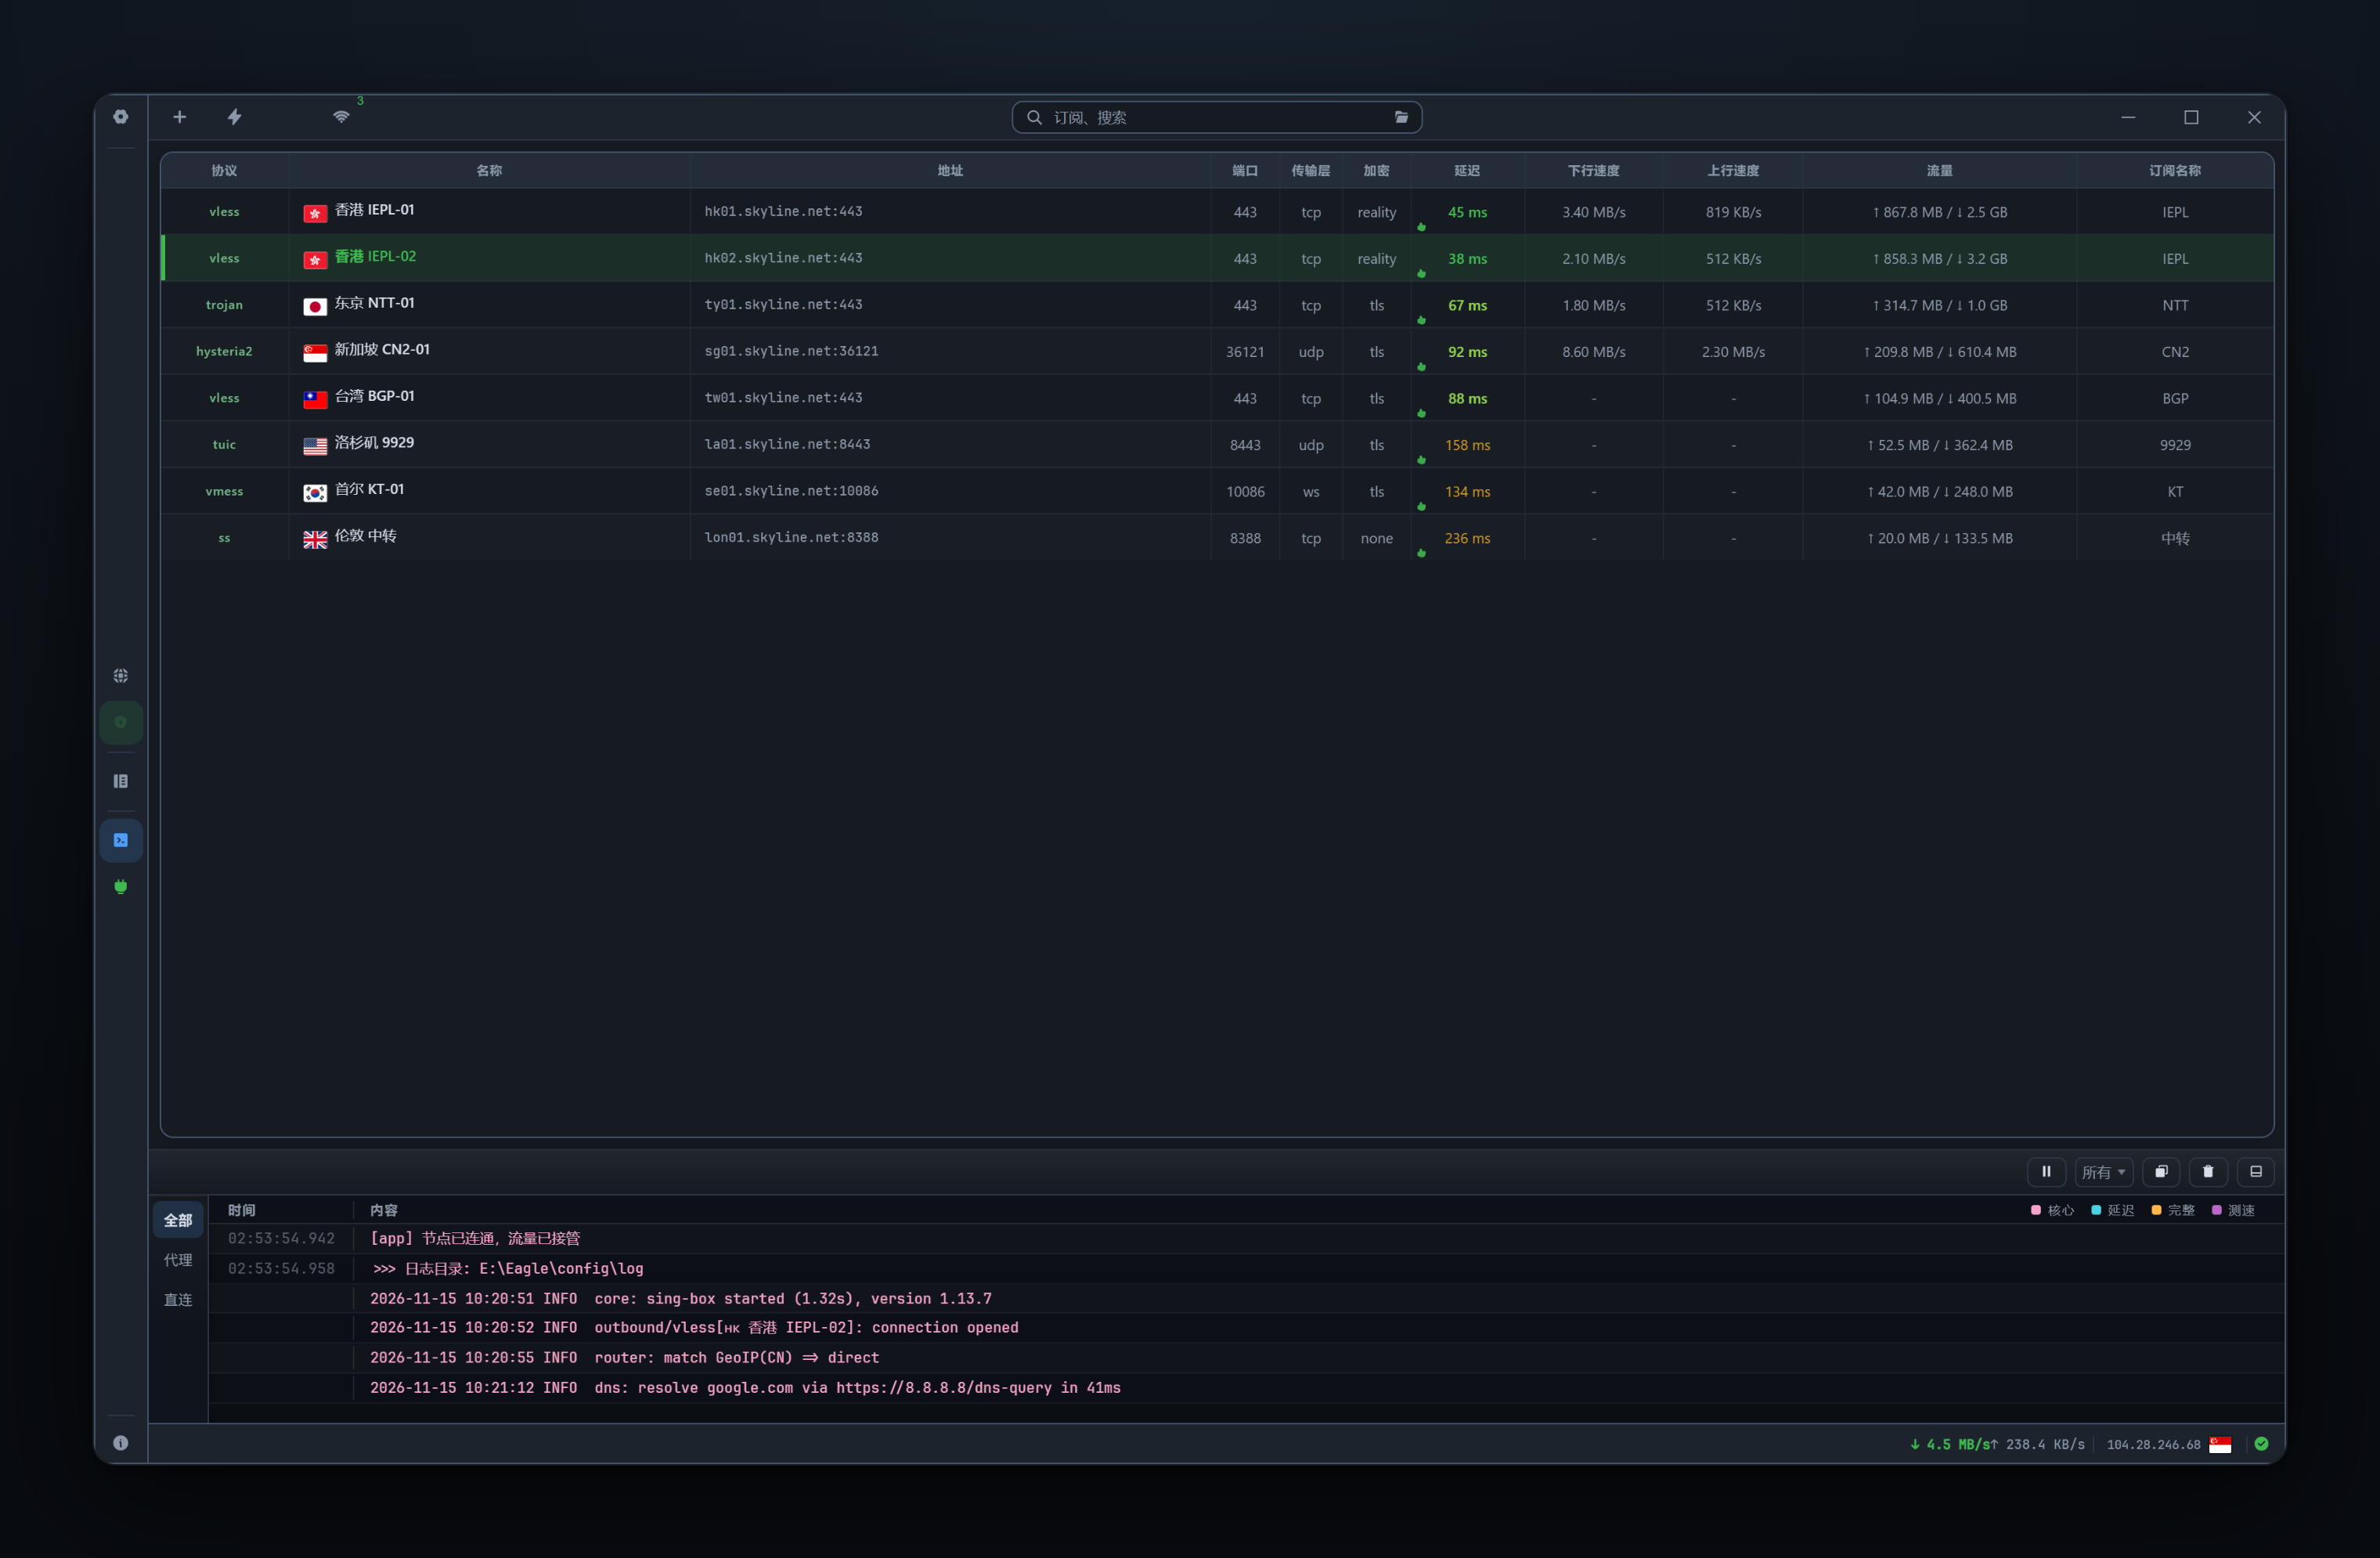 3
订阅、搜索
协议 名称 地址 端口 传输层 加密 延迟 下行速度 上行速度 流量 订阅名称
vless 香港 IEPL-01 hk01.skyline.net:443 443 tcp reality 45 ms 3.40 MB/s 819 KB/s ↑ 867.8 MB / ↓ 2.5 GB IEPL
vless 香港 IEPL-02 hk02.skyline.net:443 443 tcp reality 38 ms 2.10 MB/s 512 KB/s ↑ 858.3 MB / ↓ 3.2 GB IEPL
trojan 东京 NTT-01 ty01.skyline.net:443 443 tcp tls 67 ms 1.80 MB/s 512 KB/s ↑ 314.7 MB / ↓ 1.0 GB NTT
hysteria2 新加坡 CN2-01 sg01.skyline.net:36121 36121 udp tls 92 ms 8.60 MB/s 2.30 MB/s ↑ 209.8 MB / ↓ 610.4 MB CN2
vless 台湾 BGP-01 tw01.skyline.net:443 443 tcp tls 88 ms - - ↑ 104.9 MB / ↓ 400.5 MB BGP
tuic 洛杉矶 9929 la01.skyline.net:8443 8443 udp tls 158 ms - - ↑ 52.5 MB / ↓ 362.4 MB 9929
vmess 首尔 KT-01 se01.skyline.net:10086 10086 ws tls 134 ms - - ↑ 42.0 MB / ↓ 248.0 MB KT
ss 伦敦 中转 lon01.skyline.net:8388 8388 tcp none 236 ms - - ↑ 20.0 MB / ↓ 133.5 MB 中转
所有
全部 时间 内容 核心 延迟 完整 测速
02:53:54.942 [app] 节点已连通，流量已接管
代理
02:53:54.958 >>> 日志目录: E:\Eagle\config\log
直连
2026-11-15 10:20:51 INFO core: sing-box started (1.32s), version 1.13.7
2026-11-15 10:20:52 INFO outbound/vless[HK 香港 IEPL-02]: connection opened
2026-11-15 10:20:55 INFO router: match GeoIP(CN) => direct
2026-11-15 10:21:12 INFO dns: resolve google.com via https://8.8.8.8/dns-query in 41ms
↓ 4.5 MB/s↑ 238.4 KB/s 104.28.246.68